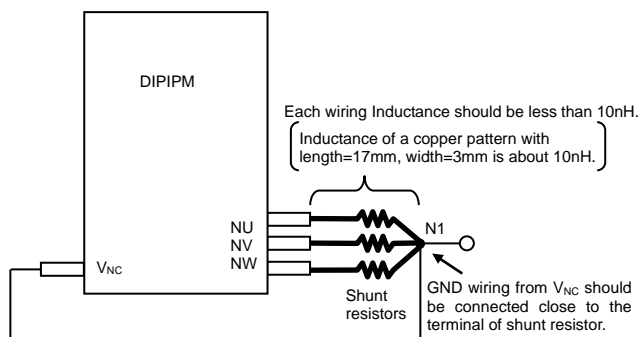 DIPIPM
Each wiring Inductance should be less than 10nH.
Inductance of a copper pattern with
length=17mm, width=3mm is about 10nH.
NU
NV
NW
N1
VNC
Shunt
resistors
GND wiring from VNC should
be connected close to the
terminal of shunt resistor.